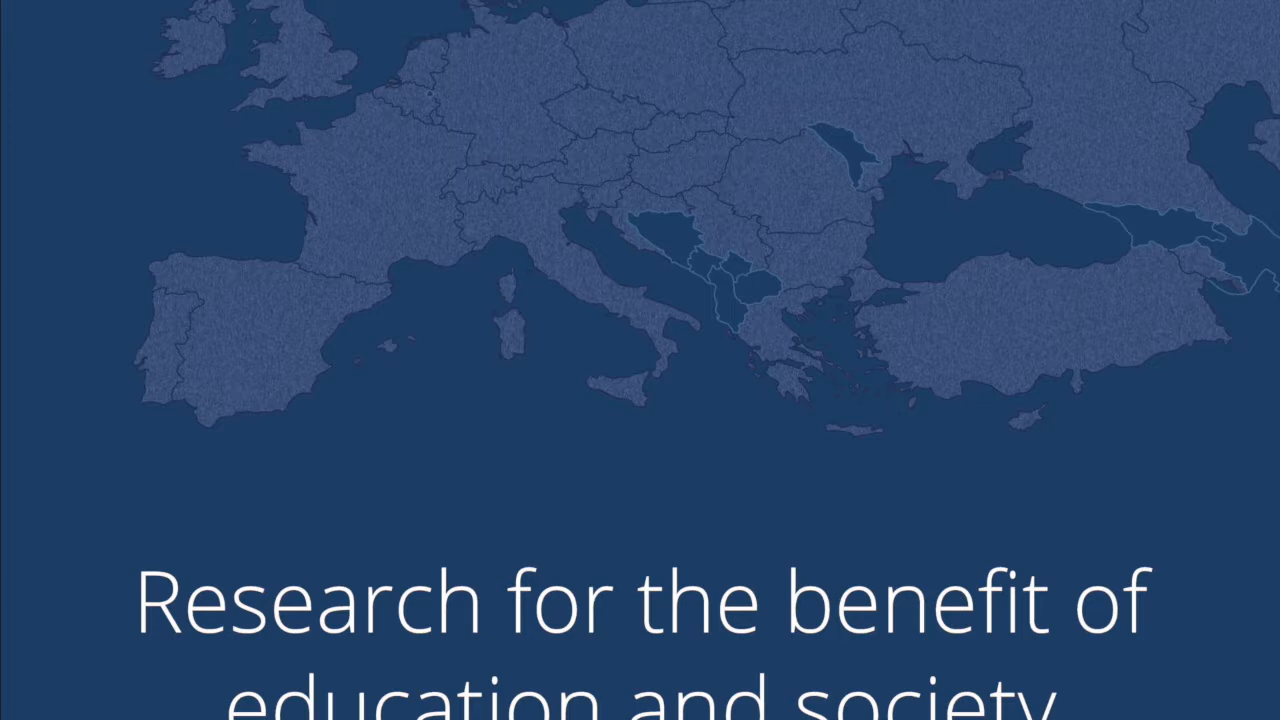 Research for the benefit of
education and society